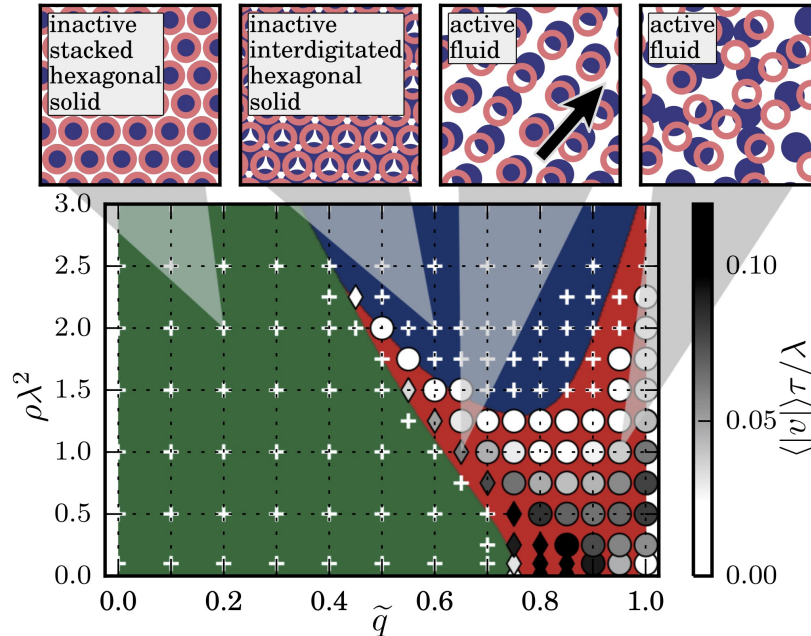 inactive
stacked
hexagonal
solid
inactive
interdigitated
hexagonal
solid
active
fluid
active
fluid
3.0
2.5
2.0
1.5
1.0
0.5
0.0
ρλ²
0.0 0.2 0.4 0.6 0.8 1.0
q̃
0.10
0.05
0.00
⟨|v|⟩τ/λ